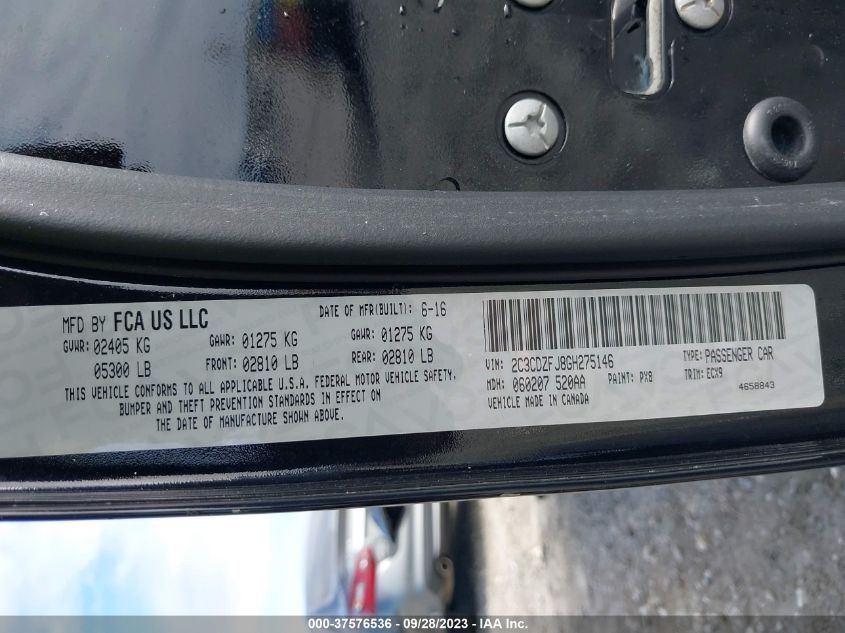 MFD BY FCA US LLC
DATE OF MFR(BUILT): 6-16
GVWR: 02405 KG
GAWR: 01275 KG
GAWR: 01275 KG
05300 LB
FRONT: 02810 LB
REAR: 02810 LB
THIS VEHICLE CONFORMS TO ALL APPLICABLE U.S.A. FEDERAL MOTOR VEHICLE SAFETY,
BUMPER AND THEFT PREVENTION STANDARDS IN EFFECT ON
THE DATE OF MANUFACTURE SHOWN ABOVE.
VIN: 2C3CDZFJ8GH275146
TYPE: PASSENGER CAR
MDH: 060207 520AA
PAINT: PX8
TRIM: ECX9
VEHICLE MADE IN CANADA
4658843
000-37576536 - 09/28/2023 - IAA Inc.